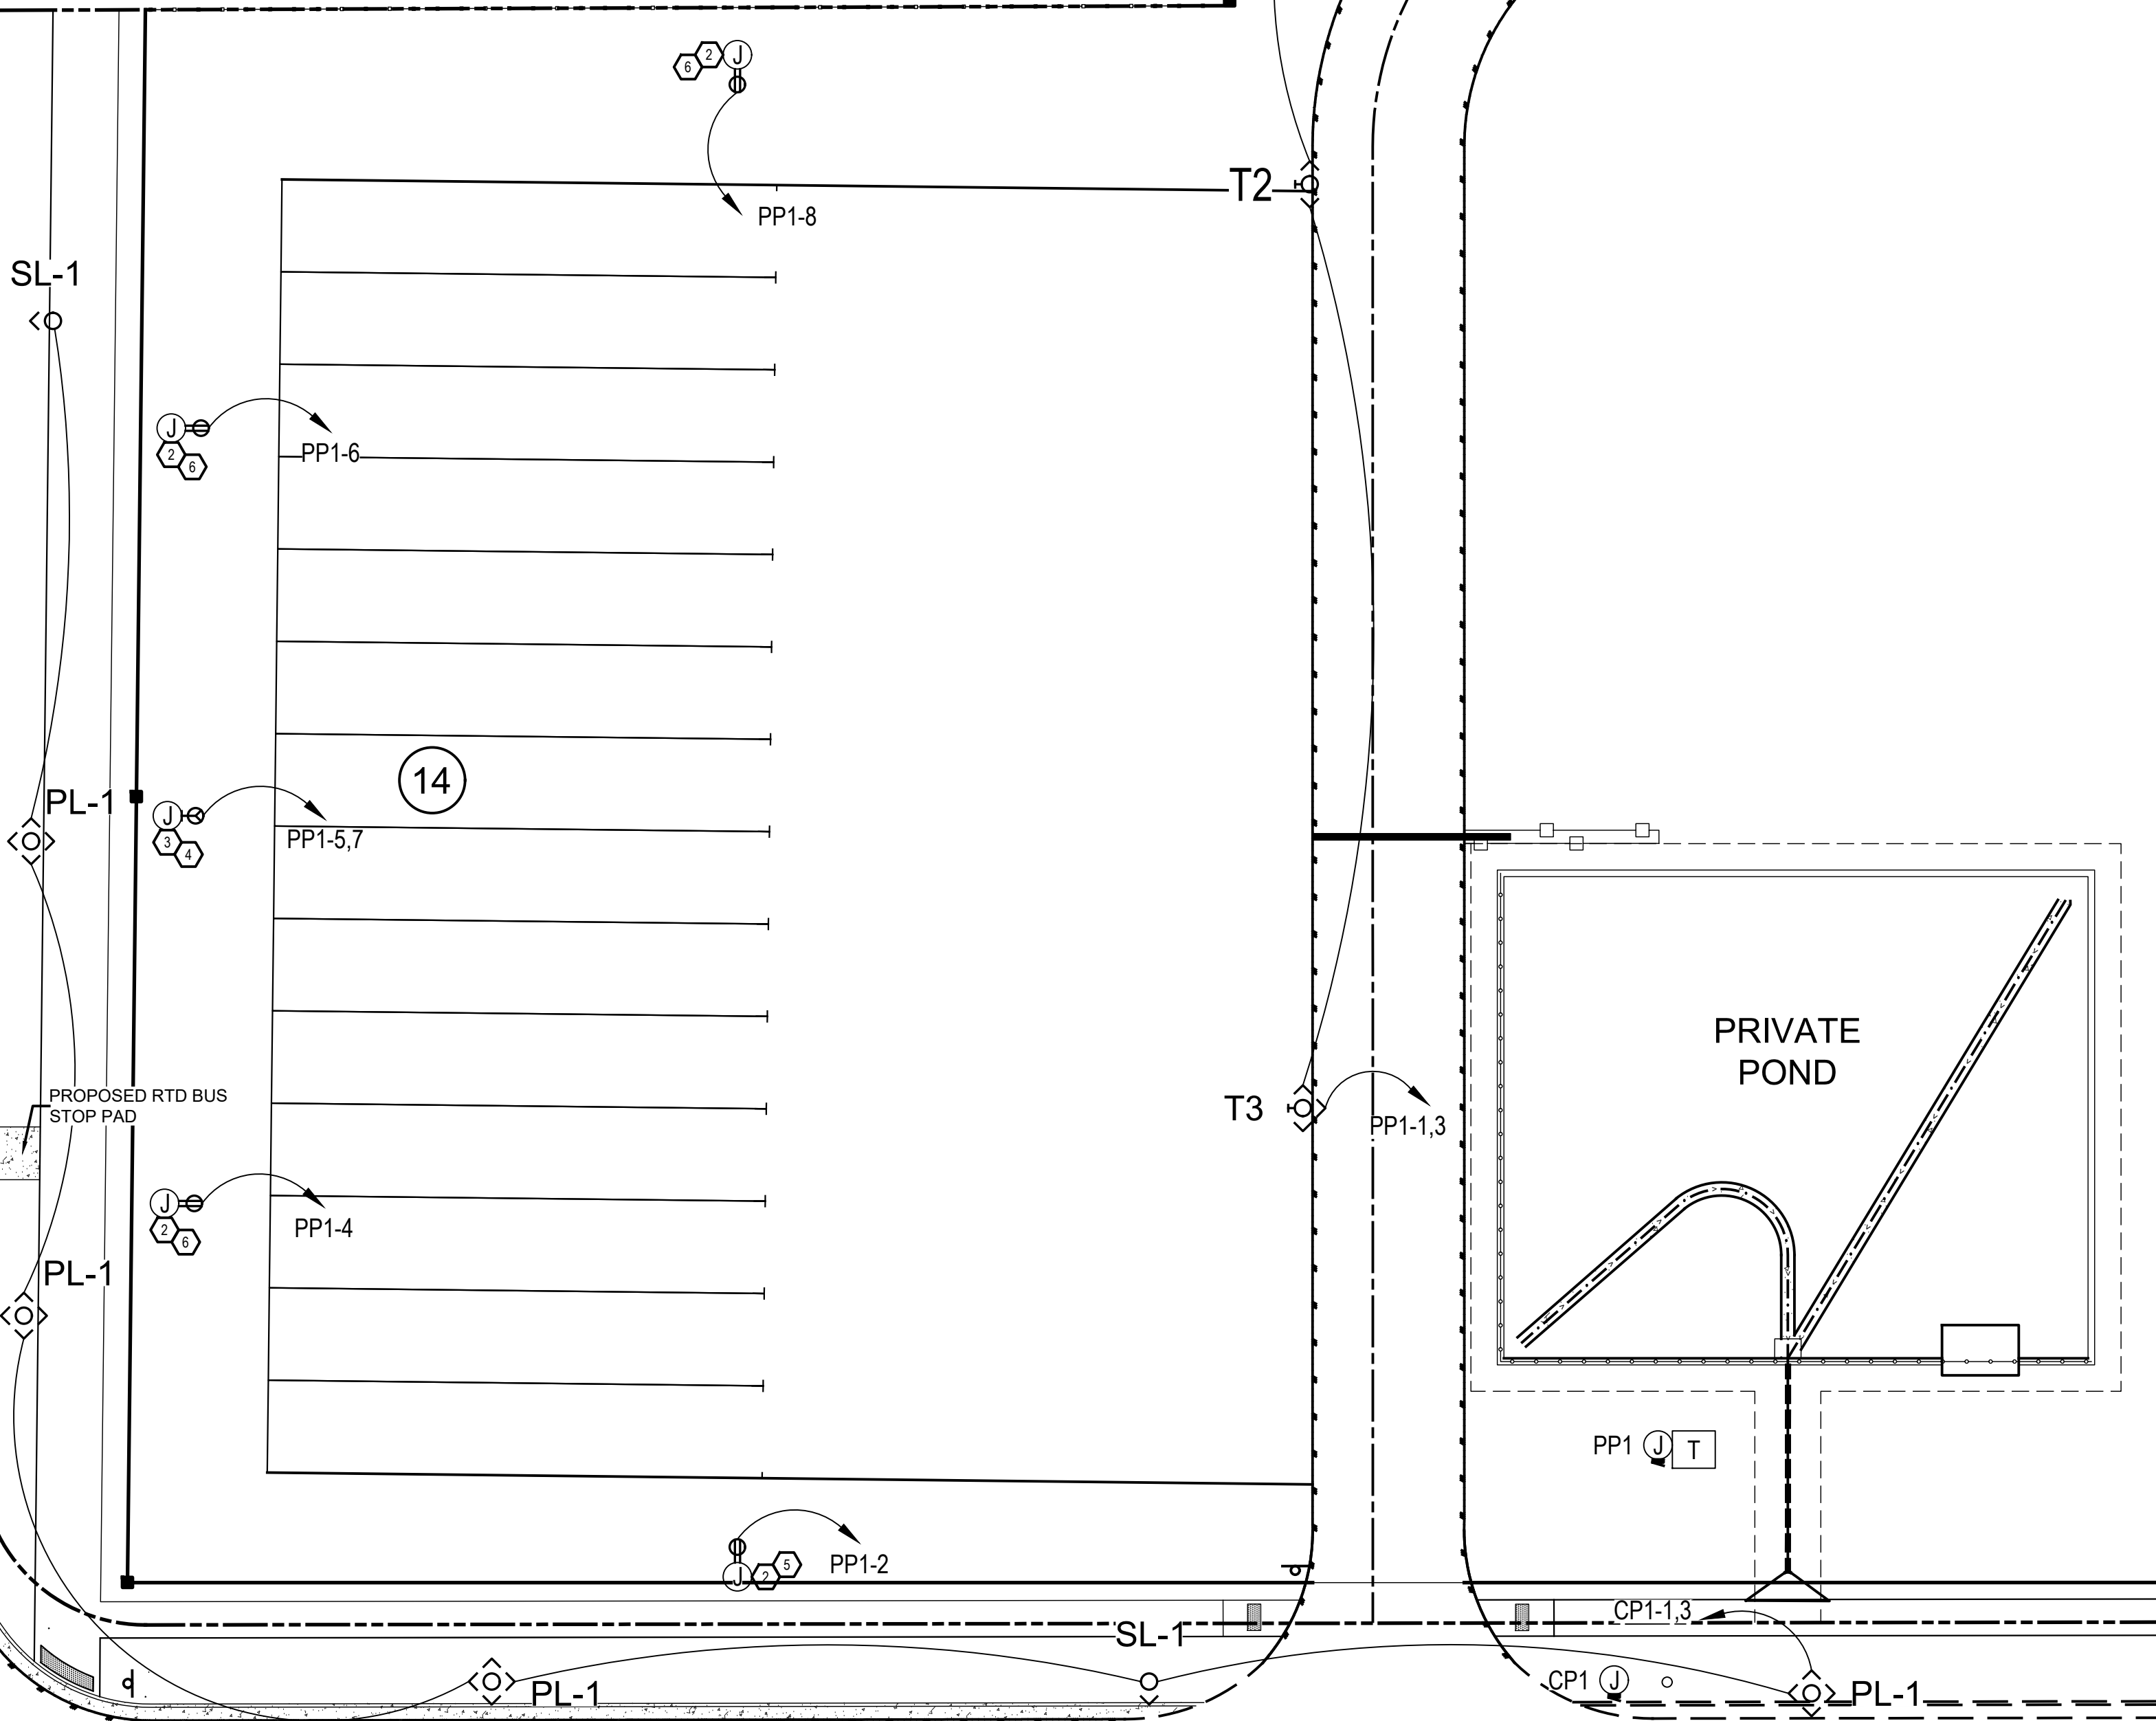 6
2
J
PP1-8
T2
SL-1
J
2
6
PP1-6
14
PL-1
J
3
4
PP1-5,7
PRIVATE
POND
PROPOSED RTD BUS
STOP PAD
T3
PP1-1,3
J
2
6
PP1-4
PL-1
PP1
J
T
J
2
5
PP1-2
CP1-1,3
SL-1
PL-1
CP1
J
PL-1